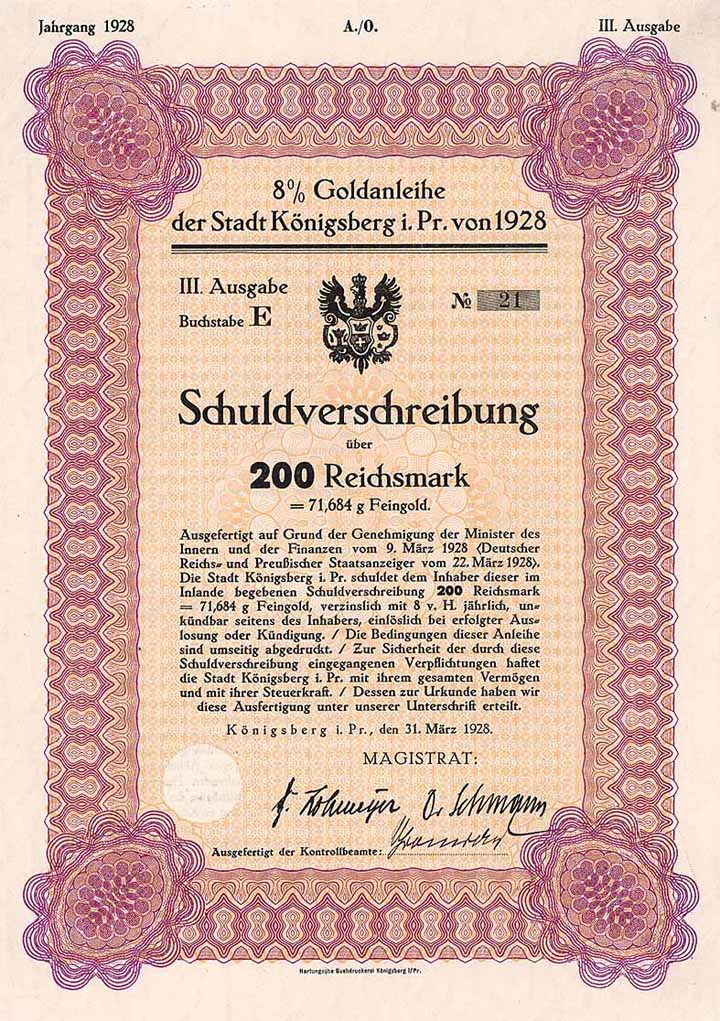 Jahrgang 1928 A./O. III. Ausgabe
8% Goldanleihe
der Stadt Königsberg i. Pr. von 1928
III. Ausgabe
Buchstabe E
№ 21
Schuldverschreibung
über
200 Reichsmark
= 71,684 g Feingold.
Ausgefertigt auf Grund der Genehmigung der Minister des
Innern und der Finanzen vom 9. März 1928 (Deutscher
Reichs- und Preußischer Staatsanzeiger vom 22. März 1928).
Die Stadt Königsberg i. Pr. schuldet dem Inhaber dieser im
Inlande begebenen Schuldverschreibung 200 Reichsmark
= 71,684 g Feingold, verzinslich mit 8 v. H. jährlich, un-
kündbar seitens des Inhabers, einlöslich bei erfolgter Aus-
losung oder Kündigung. / Die Bedingungen dieser Anleihe
sind umseitig abgedruckt. / Zur Sicherheit der durch diese
Schuldverschreibung eingegangenen Verpflichtungen haftet
die Stadt Königsberg i. Pr. mit ihrem gesamten Vermögen
und mit ihrer Steuerkraft. / Dessen zur Urkunde haben wir
diese Ausfertigung unter unserer Unterschrift erteilt.
Königsberg i. Pr., den 31. März 1928.
MAGISTRAT:
Ausgefertigt der Kontrollbeamte:
Hartungsche Buchdruckerei Königsberg i/Pr.